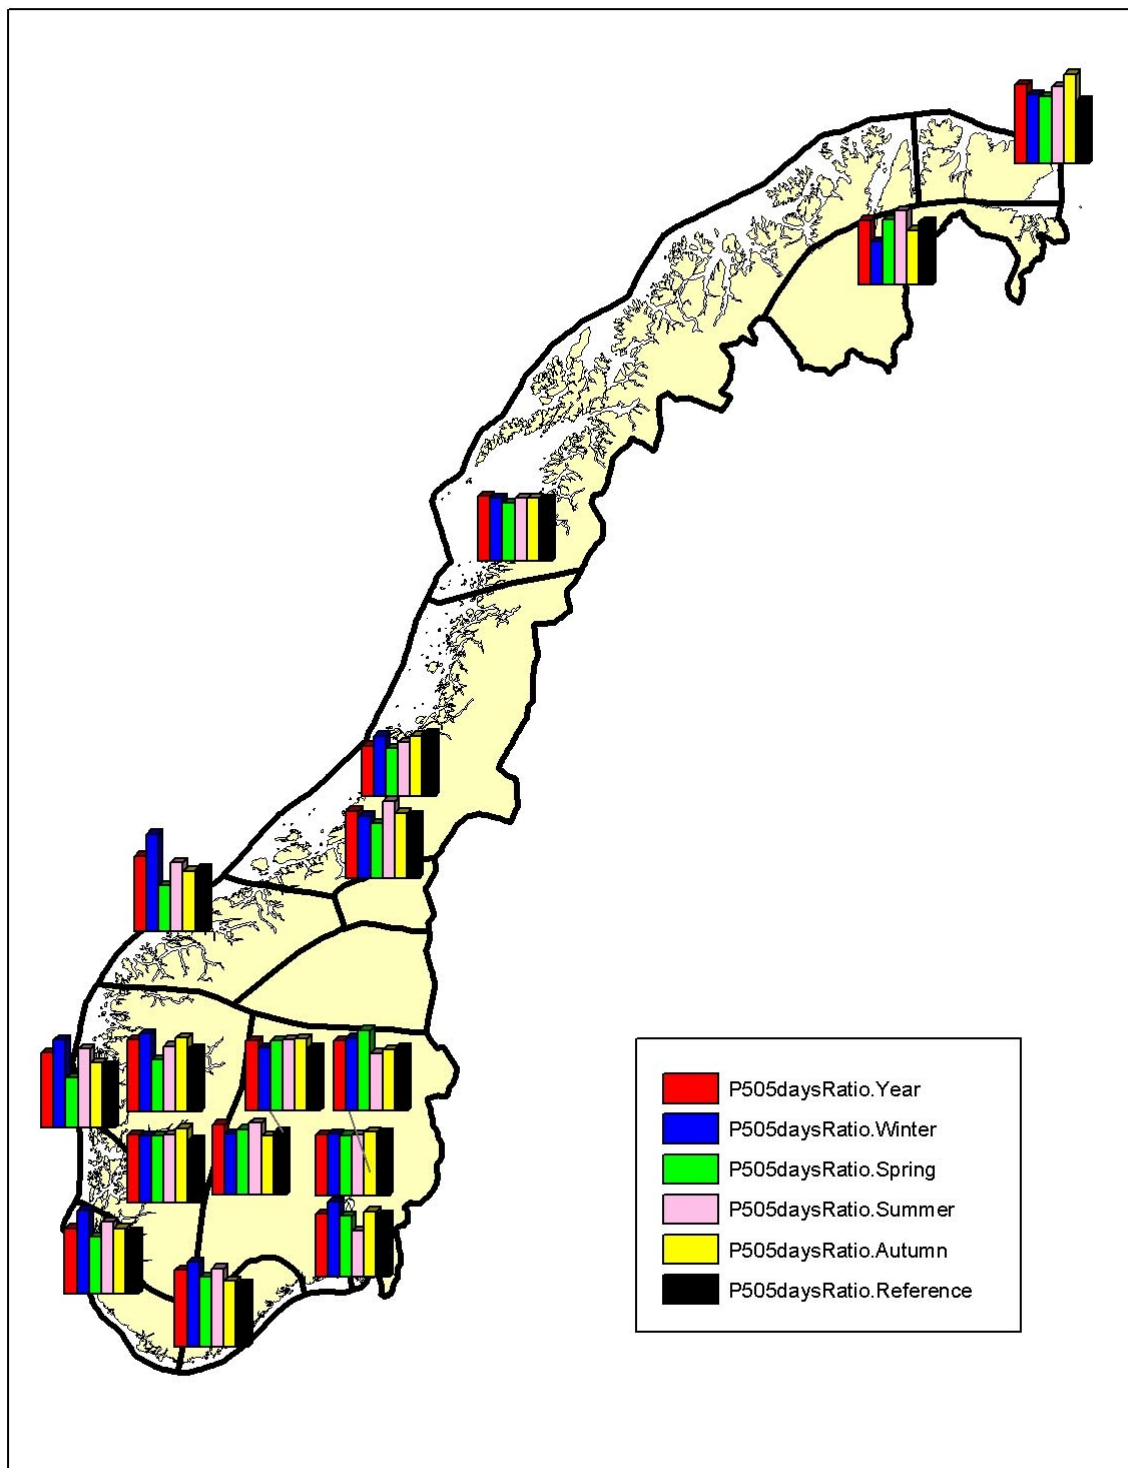 P505daysRatio.Year
P505daysRatio.Winter
P505daysRatio.Spring
P505daysRatio.Summer
P505daysRatio.Autumn
P505daysRatio.Reference